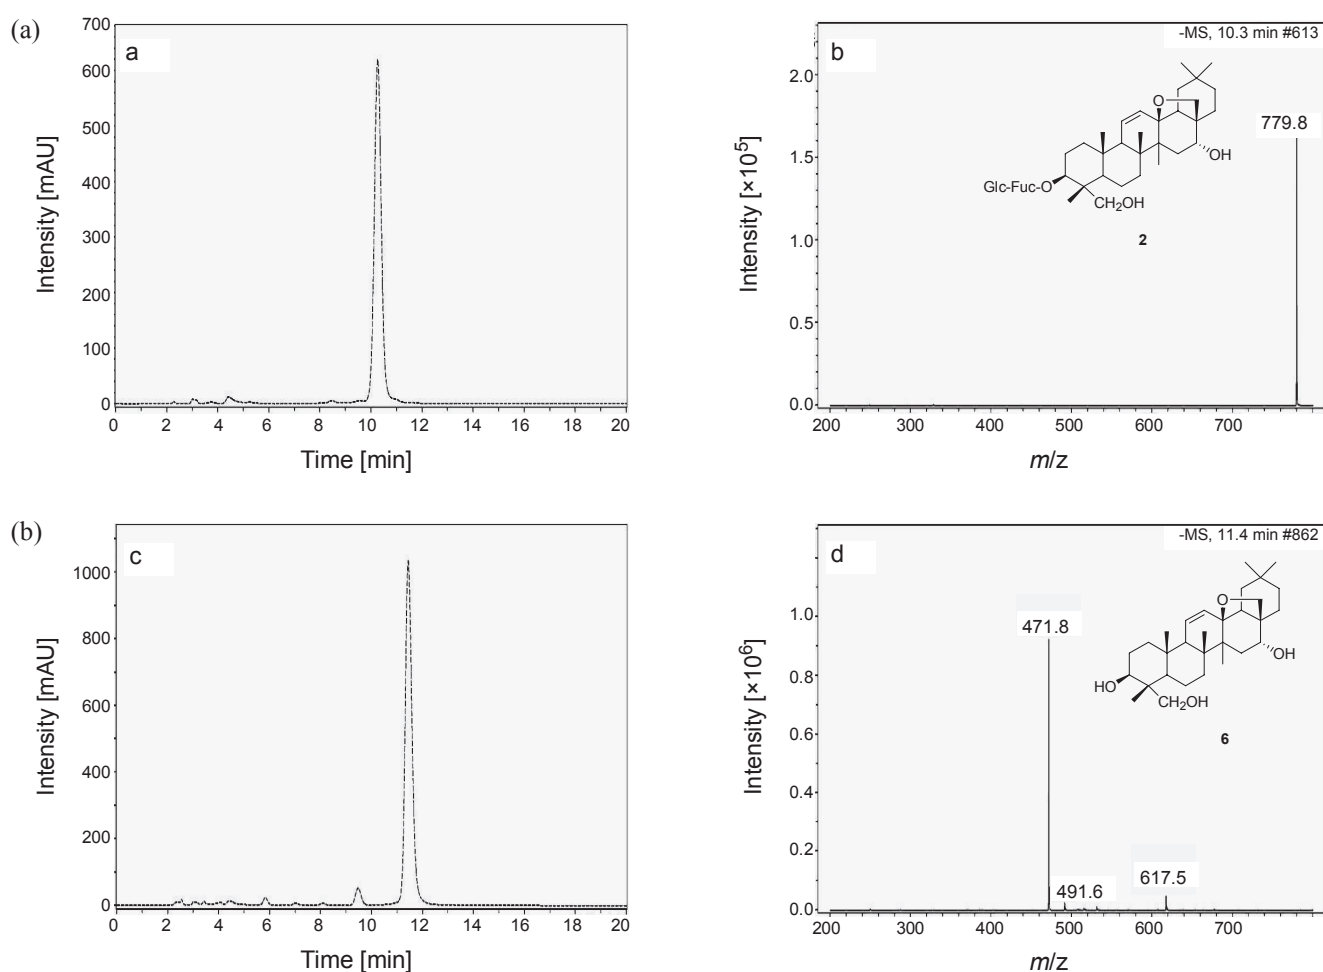 (a)
a
700
600
500
400
300
200
100
0
Intensity [mAU]
0 2 4 6 8 10 12 14 16 18 20
Time [min]
b
-MS, 10.3 min #613
2.0
1.5
1.0
0.5
0.0
Intensity [×10⁵]
779.8
O
OH
Glc-Fuc-O
CH₂OH
2
200 300 400 500 600 700
m/z
(b)
c
1000
800
600
400
200
0
Intensity [mAU]
0 2 4 6 8 10 12 14 16 18 20
Time [min]
d
-MS, 11.4 min #862
1.0
0.8
0.6
0.4
0.2
0.0
Intensity [×10⁶]
471.8
491.6
617.5
O
OH
HO
CH₂OH
6
200 300 400 500 600 700
m/z